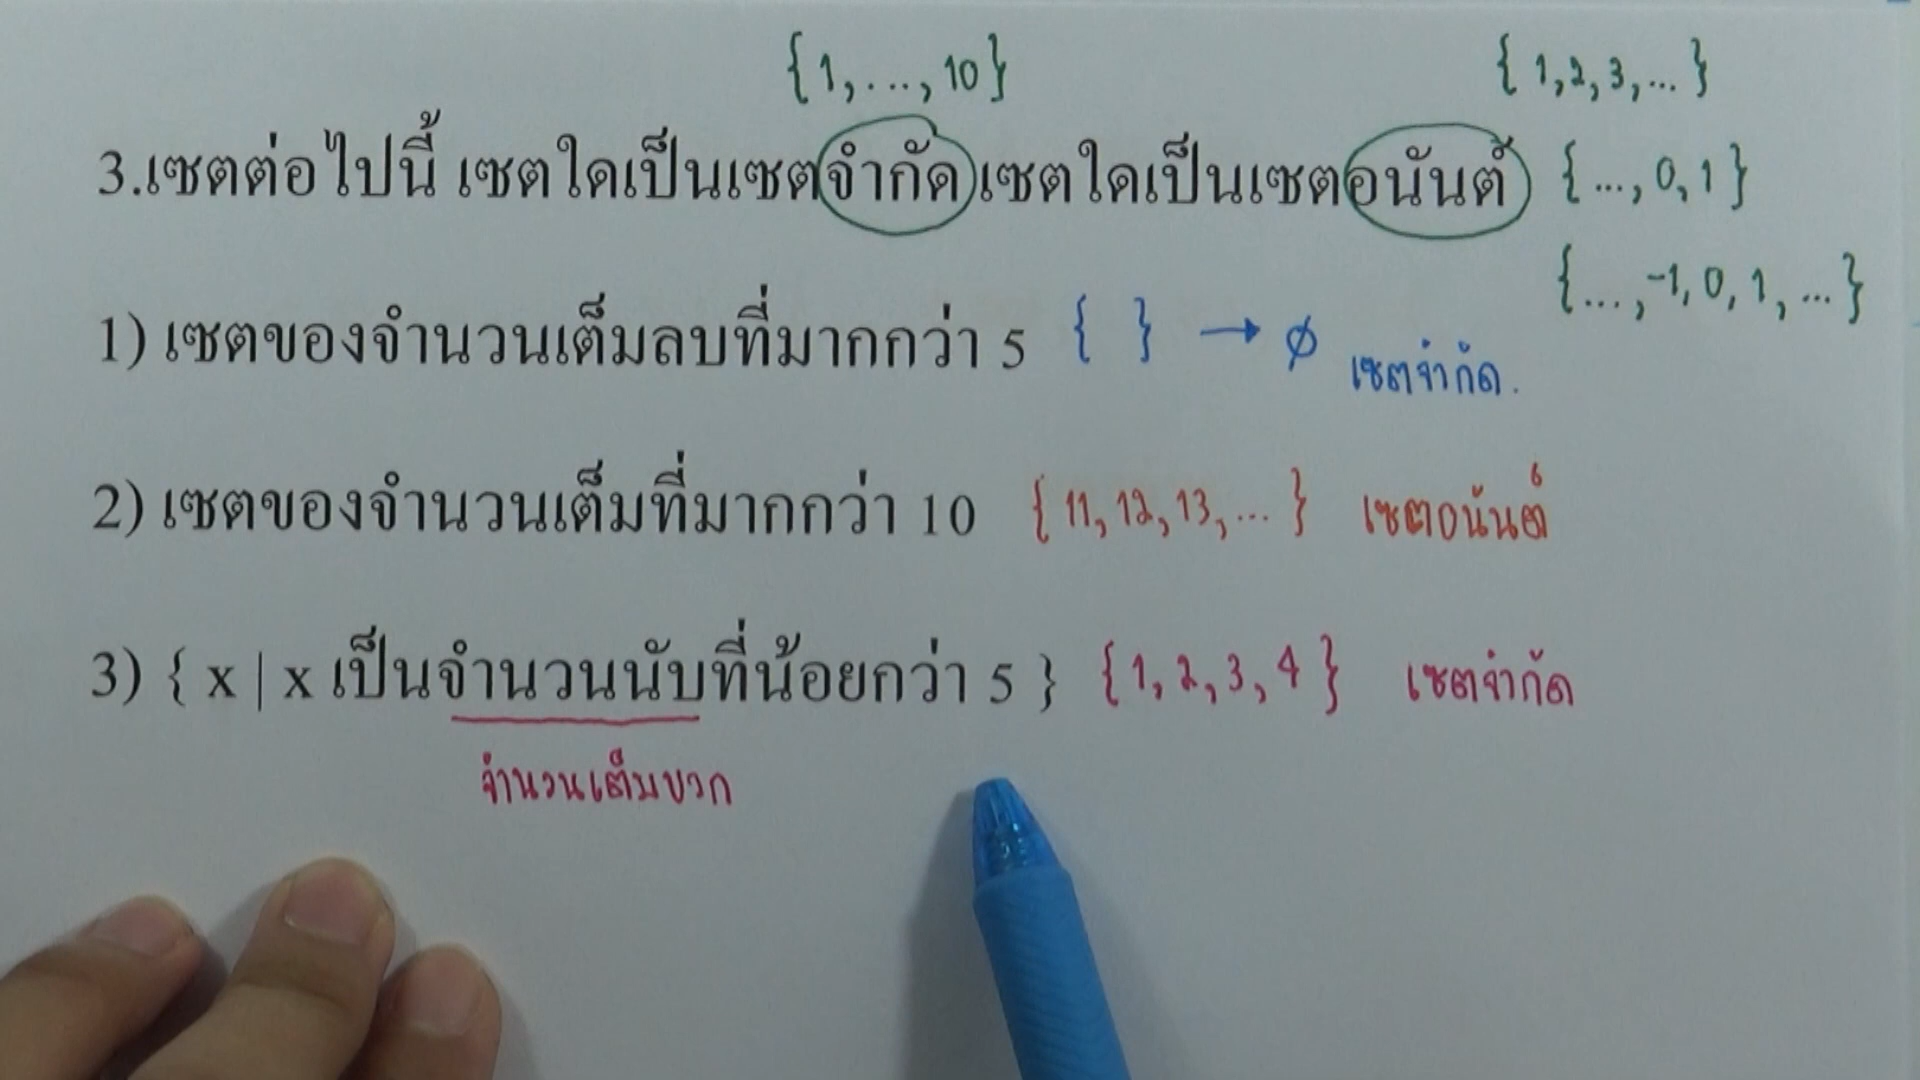 {1, ..., 10}
{1, 2, 3, ...}
3.เซตต่อไปนี้ เซตใดเป็นเซตจำกัด เซตใดเป็นเซตอนันต์ {..., 0, 1}
{..., -1, 0, 1, ...}
1) เซตของจำนวนเต็มลบที่มากกว่า 5 { } → ∅ เซตจำกัด.
2) เซตของจำนวนเต็มที่มากกว่า 10 {11, 12, 13, ...} เซตอนันต์
3) { x | x เป็นจำนวนนับที่น้อยกว่า 5 } {1, 2, 3, 4} เซตจำกัด
จำนวนเต็มบวก